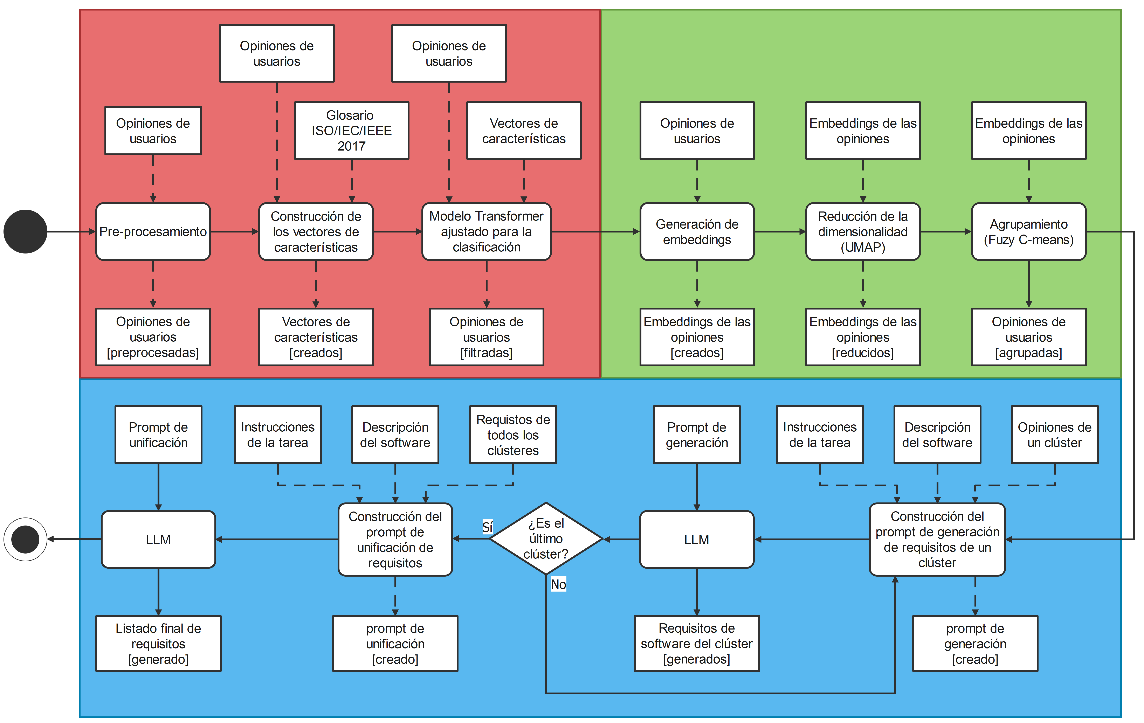 Opiniones de
usuarios
Opiniones de
usuarios
Opiniones de
usuarios
Glosario
ISO/IEC/IEEE
2017
Vectores de
características
Opiniones de
usuarios
Embeddings de las
opiniones
Embeddings de las
opiniones
Pre-procesamiento
Construcción de
los vectores de
características
Modelo Transformer
ajustado para la
clasificación
Generación de
embeddings
Reducción de la
dimensionalidad
(UMAP)
Agrupamiento
(Fuzy C-means)
Opiniones de
usuarios
[preprocesadas]
Vectores de
características
[creados]
Opiniones de
usuarios
[filtradas]
Embeddings de las
opiniones
[creados]
Embeddings de las
opiniones
[reducidos]
Opiniones de
usuarios
[agrupadas]
Prompt de
unificación
Instrucciones
de la tarea
Descripción
del software
Requistos de
todos los
clústeres
Prompt de
generación
Instrucciones
de la tarea
Descripción
del software
Opiniones de
un clúster
LLM
Construcción del
prompt de
unificación de
requisitos
Sí
¿Es el
último
clúster?
No
LLM
Construcción del
prompt de generación
de requisitos de un
clúster
Listado final de
requisitos
[generado]
prompt de
unificación
[creado]
Requisitos de
software del clúster
[generados]
prompt de
generación
[creado]